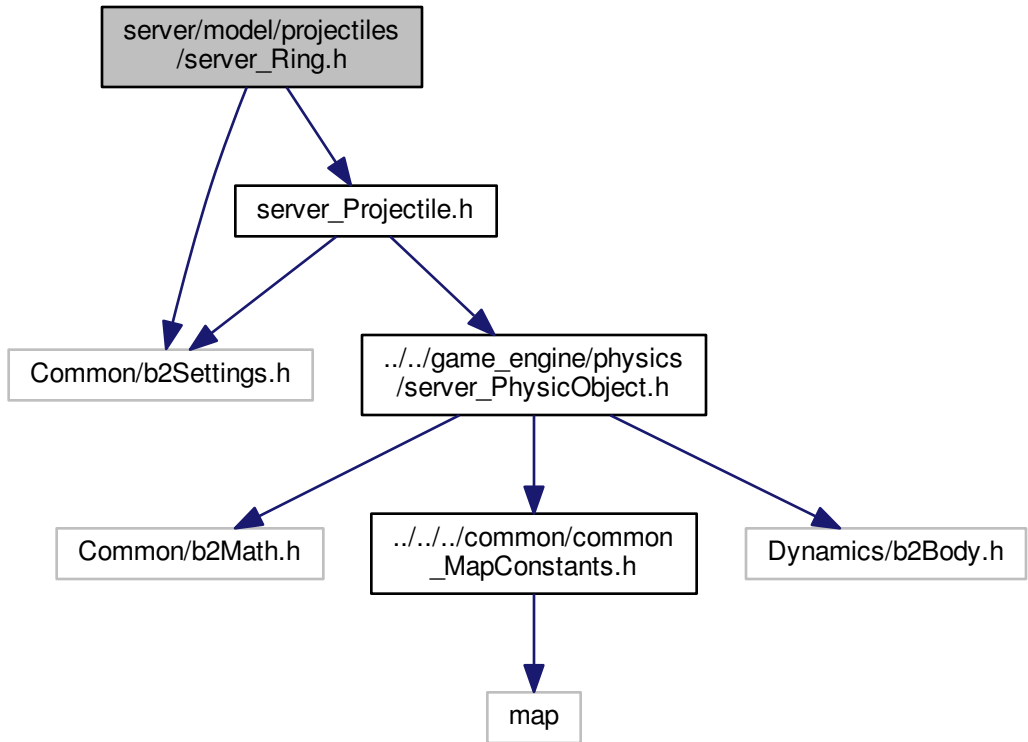 server/model/projectiles
/server_Ring.h
server_Projectile.h
Common/b2Settings.h
../../game_engine/physics
/server_PhysicObject.h
Common/b2Math.h
../../../common/common
_MapConstants.h
Dynamics/b2Body.h
map